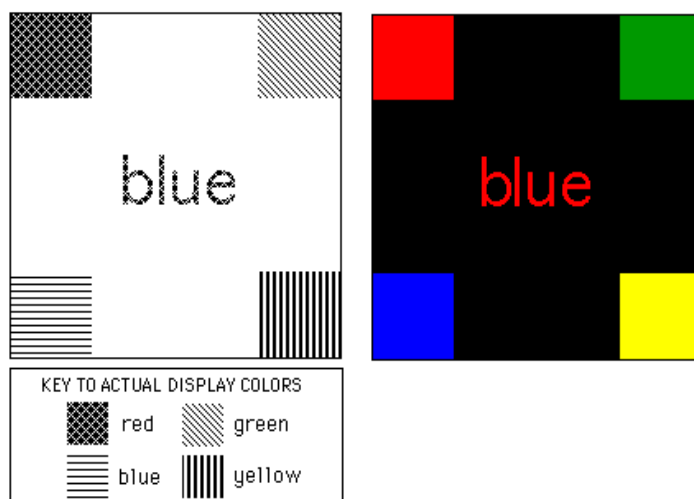 blue
blue
KEY TO ACTUAL DISPLAY COLORS
red green
blue yellow